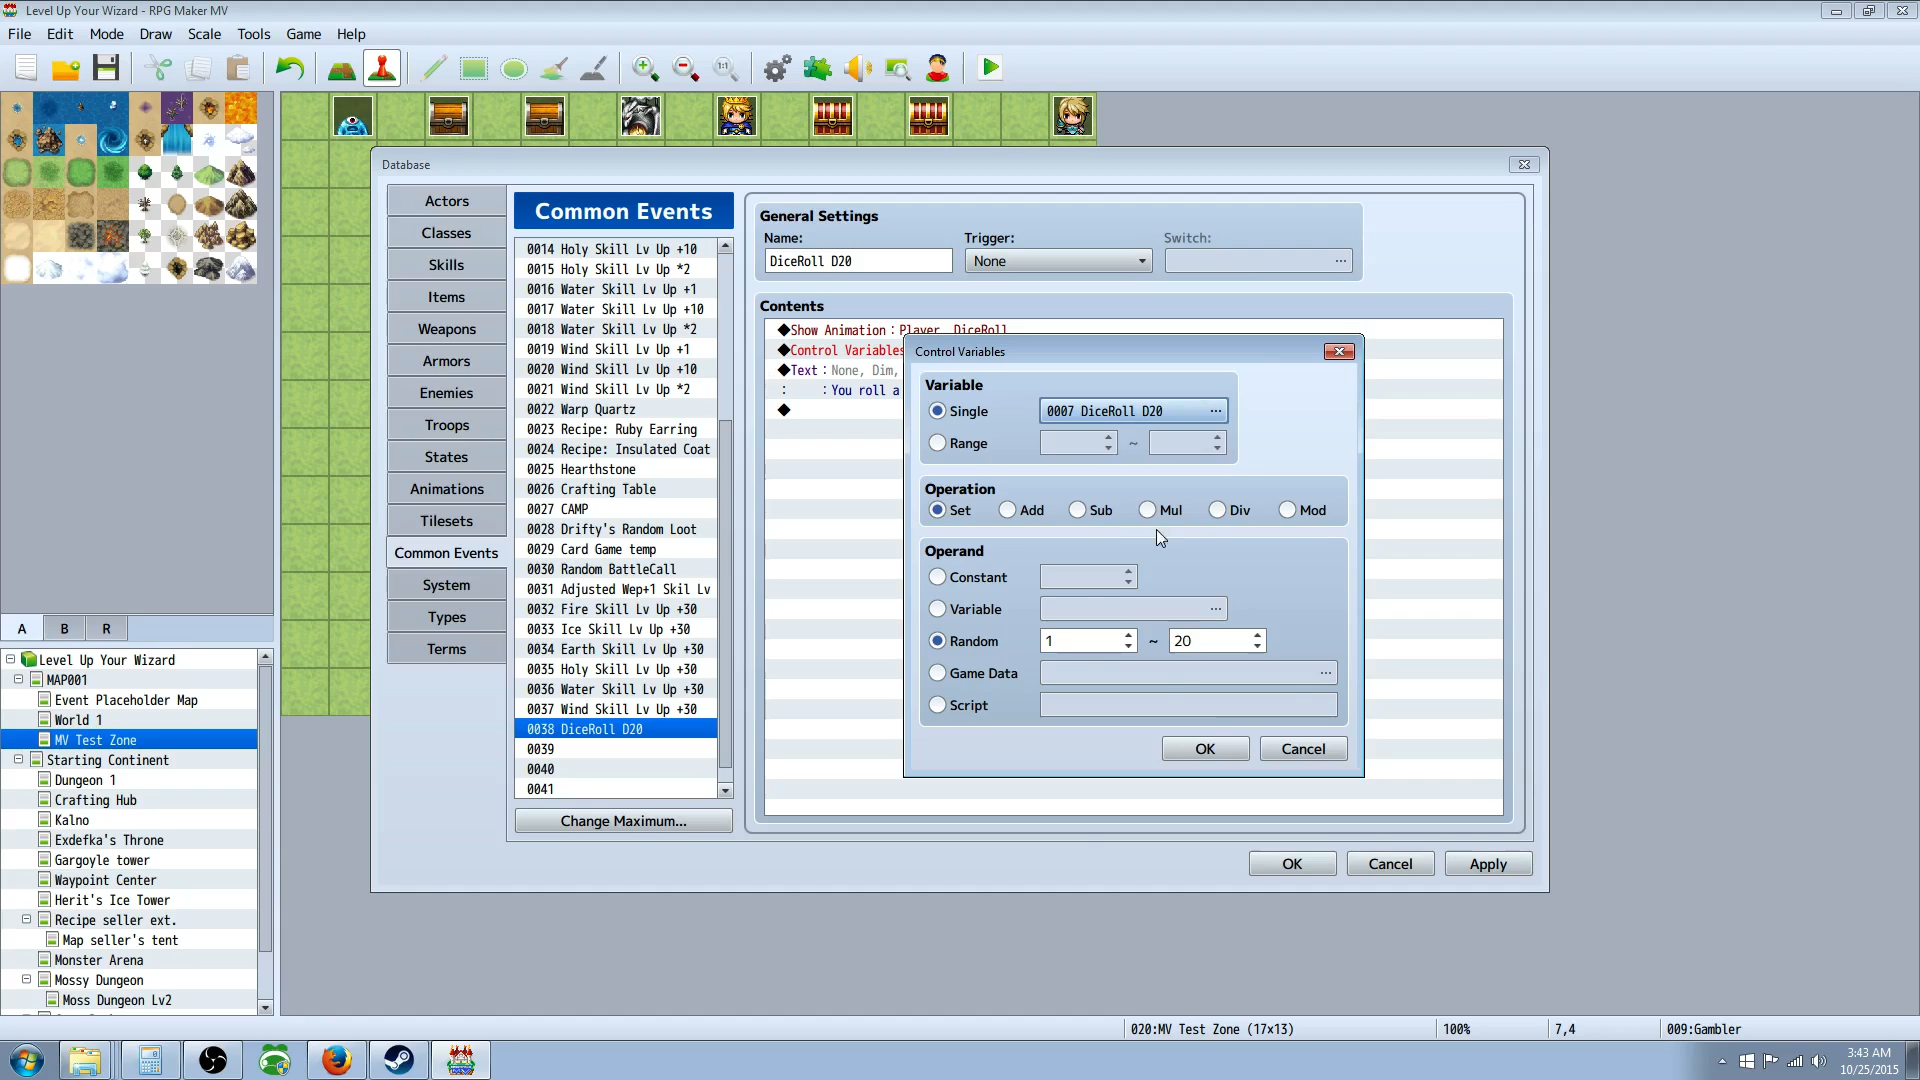 Level Up Your Wizard - RPG Maker MV
File Edit Mode Draw Scale Tools Game Help
1:1
Database
Actors
Classes
Skills
Items
Weapons
Armors
Enemies
Troops
States
Animations
Tilesets
Common Events
System
Types
Terms
Common Events
0014 Holy Skill Lv Up +10
0015 Holy Skill Lv Up *2
0016 Water Skill Lv Up +1
0017 Water Skill Lv Up +10
0018 Water Skill Lv Up *2
0019 Wind Skill Lv Up +1
0020 Wind Skill Lv Up +10
0021 Wind Skill Lv Up *2
0022 Warp Quartz
0023 Recipe: Ruby Earring
0024 Recipe: Insulated Coat
0025 Hearthstone
0026 Crafting Table
0027 CAMP
0028 Drifty's Random Loot
0029 Card Game temp
0030 Random BattleCall
0031 Adjusted Wep+1 Skil Lv
0032 Fire Skill Lv Up +30
0033 Ice Skill Lv Up +30
0034 Earth Skill Lv Up +30
0035 Holy Skill Lv Up +30
0036 Water Skill Lv Up +30
0037 Wind Skill Lv Up +30
0038 DiceRoll D20
0039
0040
0041
Change Maximum...
General Settings
Name: Trigger: Switch:
DiceRoll D20 None ...
Contents
◆Show Animation : Player, DiceRoll
◆Control Variables
◆Text : None, Dim,
:     : You roll a
◆
Control Variables
Variable
Single 0007 DiceRoll D20 ...
Range ~
Operation
Set Add Sub Mul Div Mod
Operand
Constant
Variable ...
Random 1 ~ 20
Game Data ...
Script
OK Cancel
OK Cancel Apply
A B R
Level Up Your Wizard
MAP001
Event Placeholder Map
World 1
MV Test Zone
Starting Continent
Dungeon 1
Crafting Hub
Kalno
Exdefka's Throne
Gargoyle tower
Waypoint Center
Herit's Ice Tower
Recipe seller ext.
Map seller's tent
Monster Arena
Mossy Dungeon
Moss Dungeon Lv2
020:MV Test Zone (17x13) 100% 7,4 009:Gambler
3:43 AM
10/25/2015